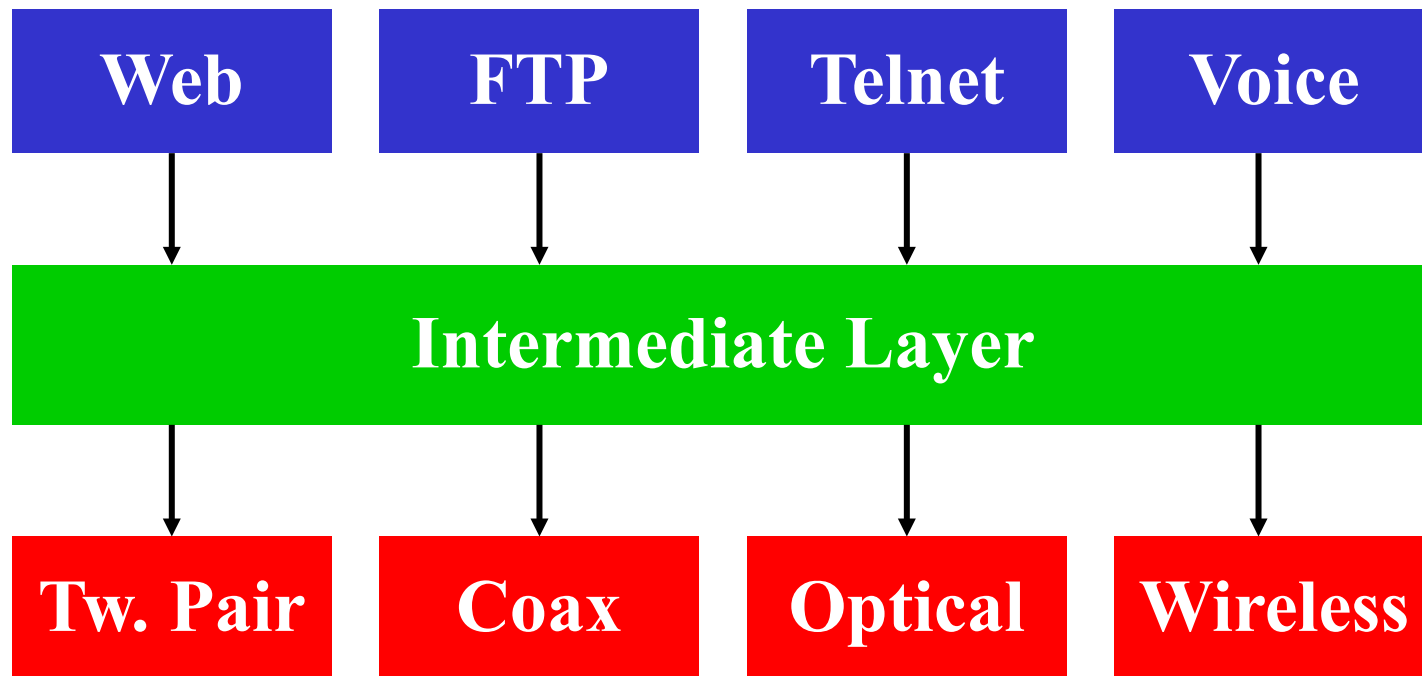 Web
FTP
Telnet
Voice
Intermediate Layer
Tw. Pair
Coax
Optical
Wireless